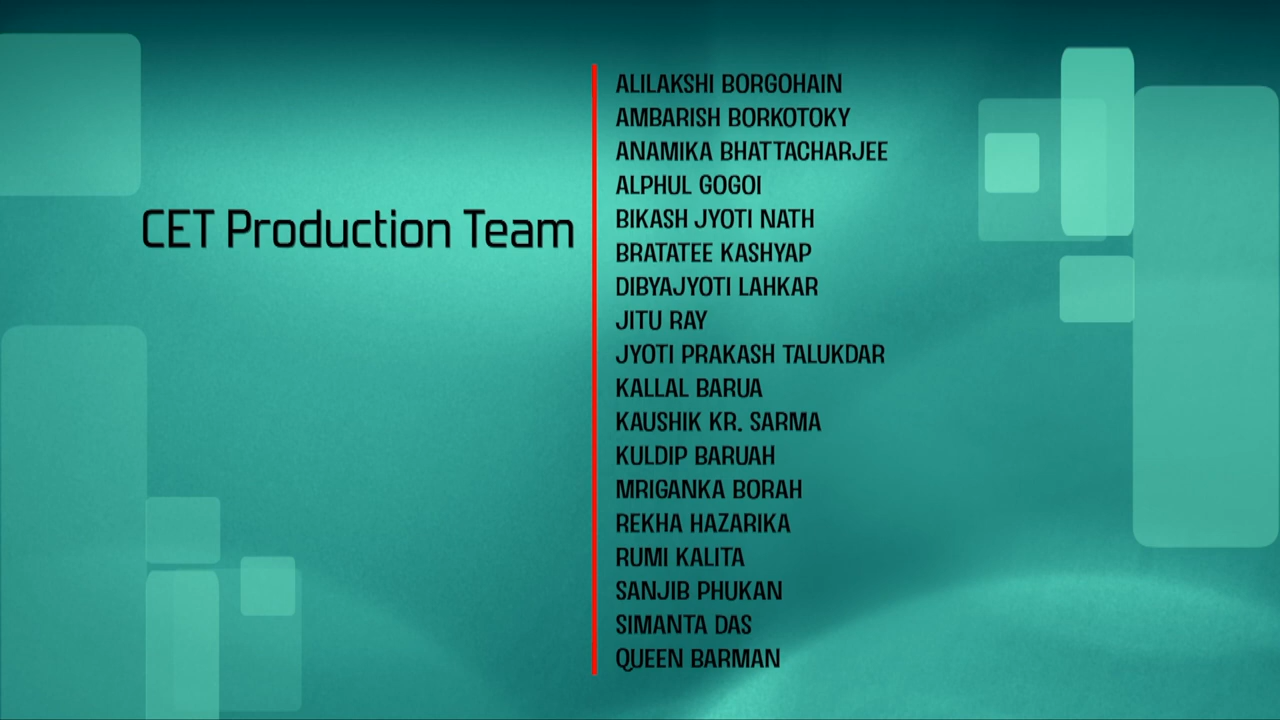 CET Production Team
ALILAKSHI BORGOHAIN
AMBARISH BORKOTOKY
ANAMIKA BHATTACHARJEE
ALPHUL GOGOI
BIKASH JYOTI NATH
BRATATEE KASHYAP
DIBYAJYOTI LAHKAR
JITU RAY
JYOTI PRAKASH TALUKDAR
KALLAL BARUA
KAUSHIK KR. SARMA
KULDIP BARUAH
MRIGANKA BORAH
REKHA HAZARIKA
RUMI KALITA
SANJIB PHUKAN
SIMANTA DAS
QUEEN BARMAN